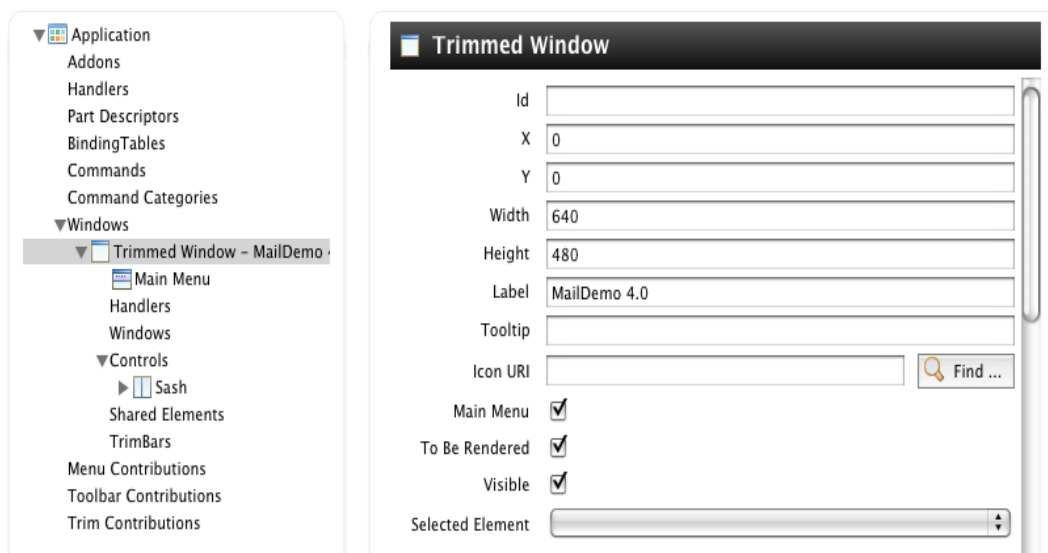 Application
Addons
Handlers
Part Descriptors
BindingTables
Commands
Command Categories
Windows
Trimmed Window – MailDemo 4
Main Menu
Handlers
Windows
Controls
Sash
Shared Elements
TrimBars
Menu Contributions
Toolbar Contributions
Trim Contributions
Trimmed Window
Id
X 0
Y 0
Width 640
Height 480
Label MailDemo 4.0
Tooltip
Icon URI Find ...
Main Menu
To Be Rendered
Visible
Selected Element